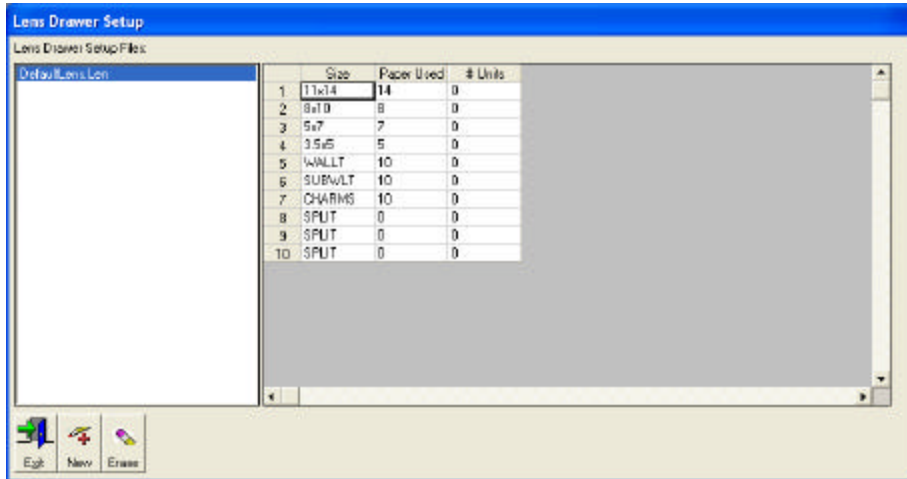 Lens Drawer Setup
Lens Drawer Setup Files:
DefaultLens.Len
Size Paper Used # Units
1 11x14 14 0
2 8x10 8 0
3 5x7 7 0
4 3.5x5 5 0
5 WALLT 10 0
6 SUBWLT 10 0
7 CHARMS 10 0
8 SPLIT 0 0
9 SPLIT 0 0
10 SPLIT 0 0
Exit New Erase